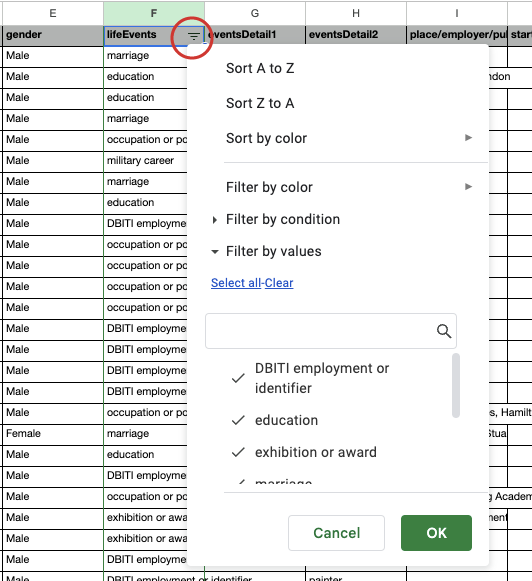 E F G H I
gender lifeEvents eventsDetail1 eventsDetail2 place/employer/pu start
Male marriage
Male education ndon
Male education
Male marriage
Male occupation or po
Male military career
Male marriage
Male education
Male DBITI employme
Male occupation or po
Male occupation or po
Male occupation or po
Male occupation or po
Male DBITI employme
Male DBITI employme
Male DBITI employme
Male DBITI employme
Male occupation or po s, Hamilt
Female marriage Stua
Male education
Male DBITI employme
Male occupation or po g Academ
Male exhibition or awa ment
Male exhibition or awa
Male DBITI employme
Male DBITI employment or identifier painter
Sort A to Z
Sort Z to A
Sort by color
Filter by color
Filter by condition
Filter by values
Select all-Clear
DBITI employment or
identifier
education
exhibition or award
marriage
Cancel OK